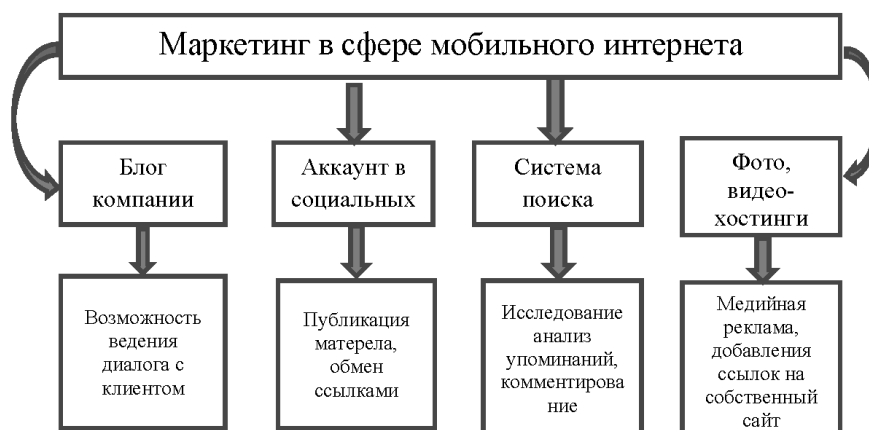 Маркетинг в сфере мобильного интернета
Блог
компании
Аккаунт в
социальных
Система
поиска
Фото,
видео-
хостинги
Возможность
ведения
диалога с
клиентом
Публикация
матерела,
обмен
ссылками
Исследование
анализ
упоминаний,
комментирова
ние
Медийная
реклама,
добавления
ссылок на
собственный
сайт